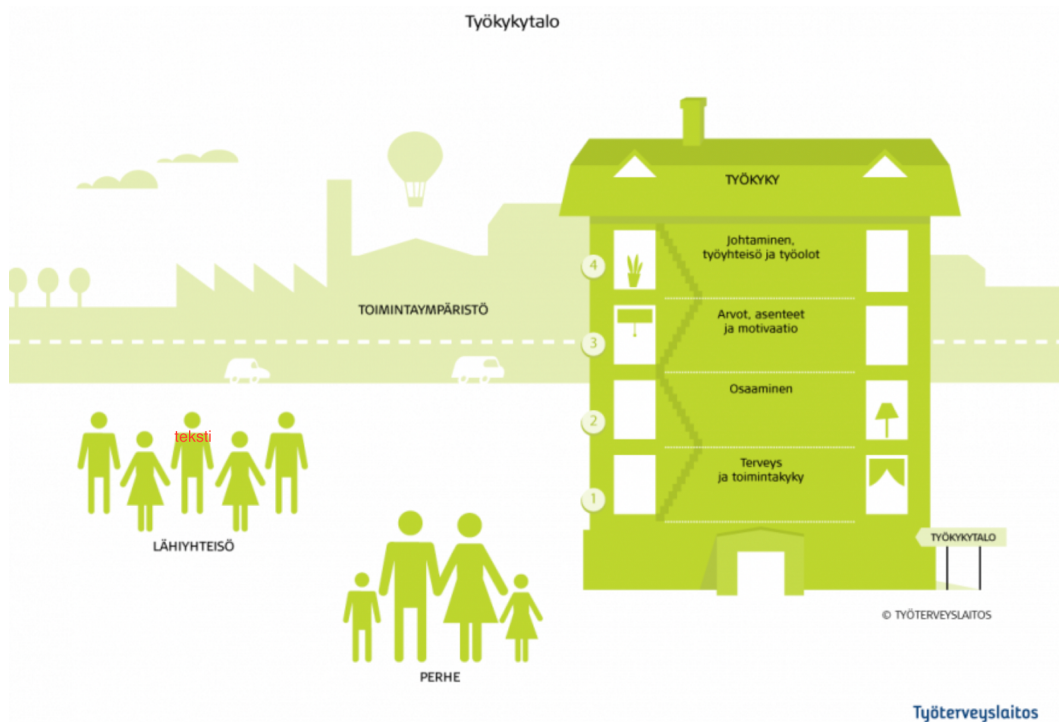 Työkykytalo
TYÖKYKY
4
Johtaminen,
työyhteisö ja työolot
TOIMINTAYMPÄRISTÖ
3
Arvot, asenteet
ja motivaatio
2
Osaaminen
1
Terveys
ja toimintakyky
teksti
LÄHIYHTEISÖ
PERHE
TYÖKYKYTALO
© TYÖTERVEYSLAITOS
Työterveyslaitos